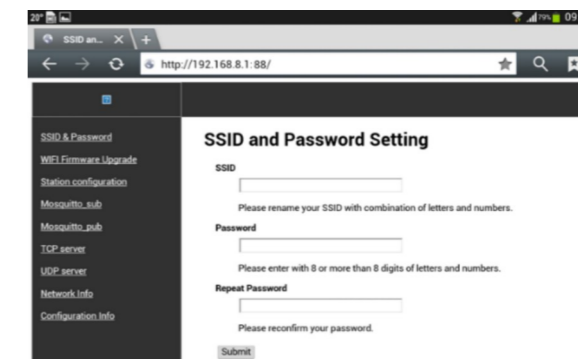 20°
79%
09
SSID an...
http://192.168.8.1:88/
SSID & Password
WIFI Firmware Upgrade
Station configuration
Mosquitto_sub
Mosquitto_pub
TCP server
UDP server
Network Info
Configuration Info
SSID and Password Setting
SSID
Please rename your SSID with combination of letters and numbers.
Password
Please enter with 8 or more than 8 digits of letters and numbers.
Repeat Password
Please reconfirm your password.
Submit